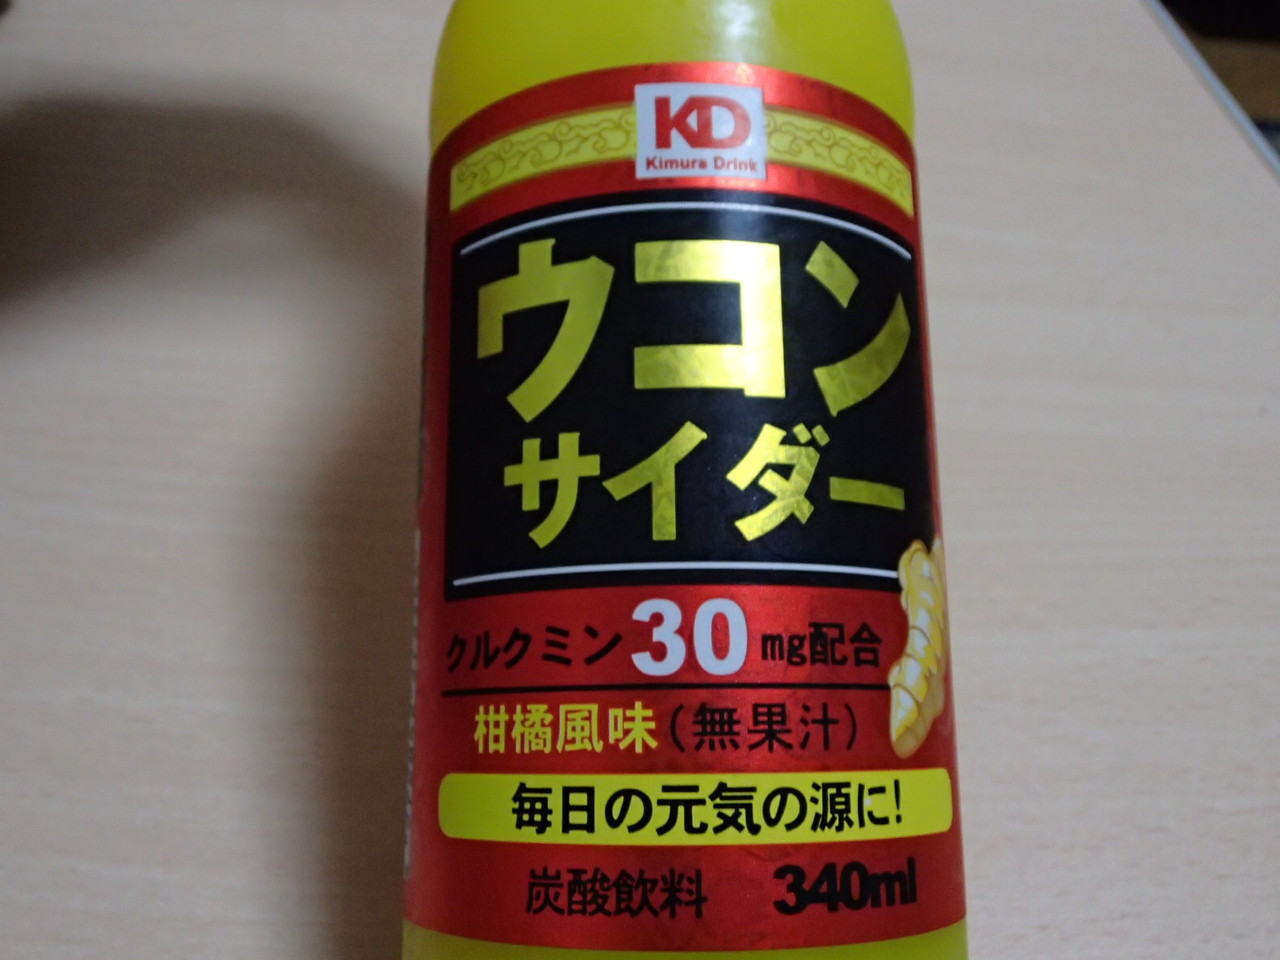 KD
Kimura Drink
ウコン
サイダー
クルクミン30mg配合
柑橘風味(無果汁)
毎日の元気の源に!
炭酸飲料 340ml